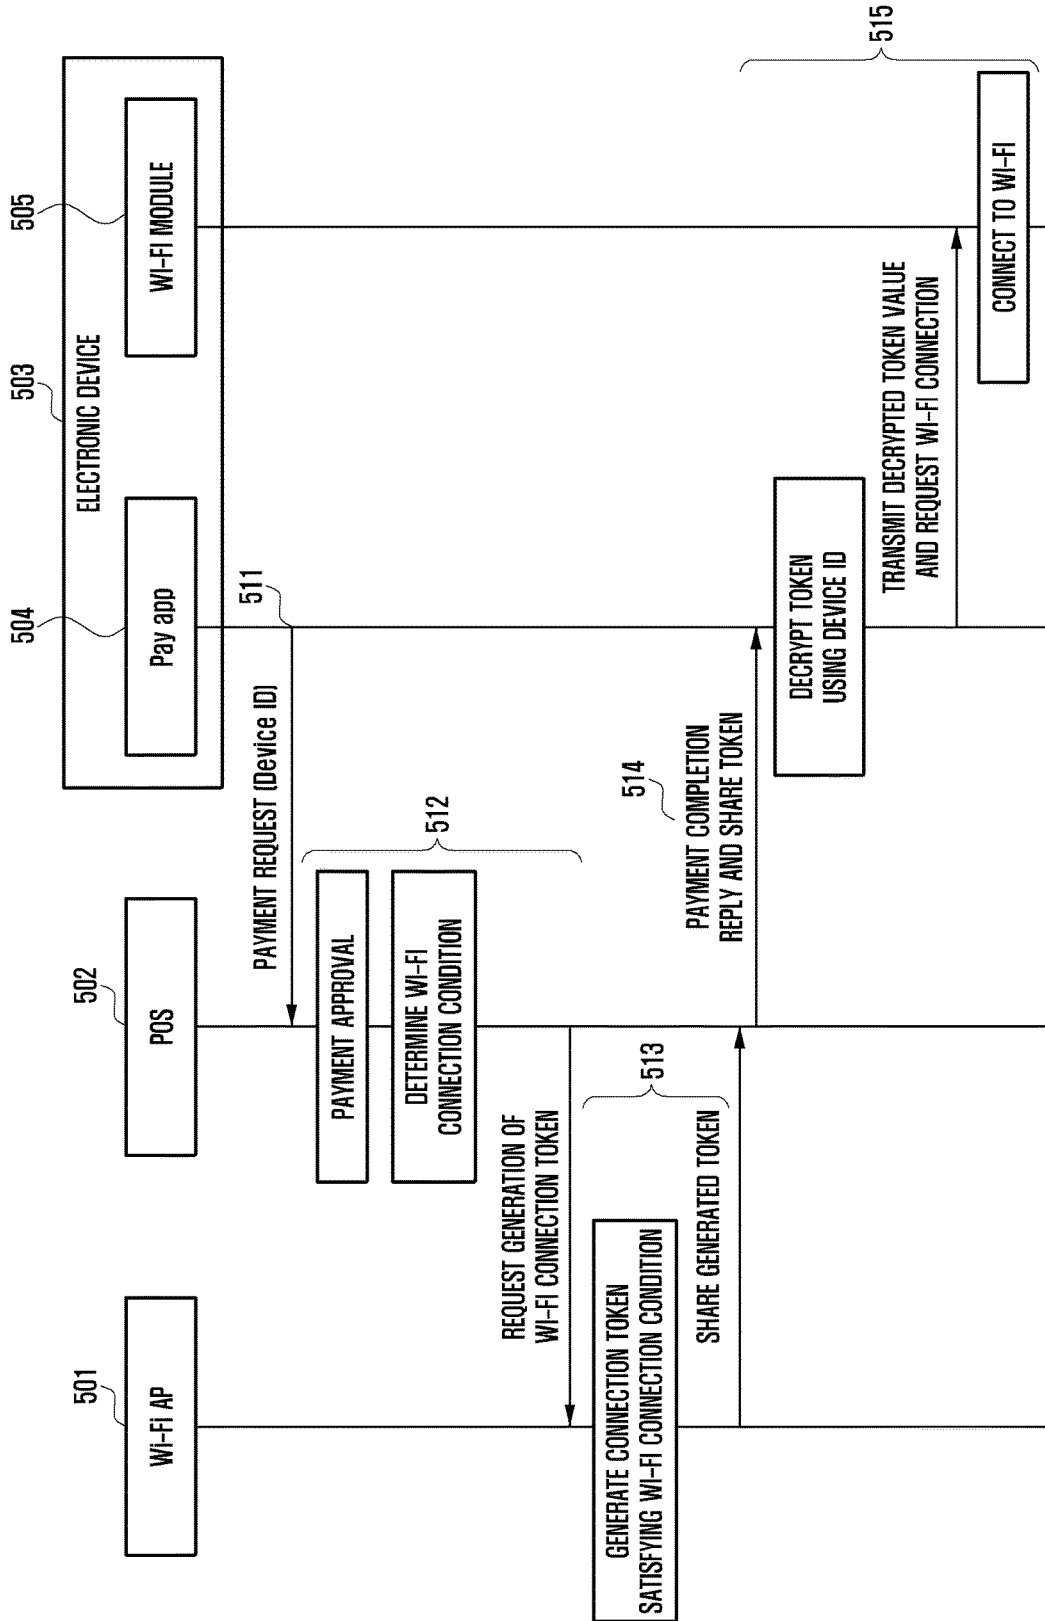 503
ELECTRONIC DEVICE
501
502
504
505
Wi-Fi AP
POS
Pay app
WI-FI MODULE
511
PAYMENT REQUEST (Device ID)
PAYMENT APPROVAL
DETERMINE WI-FI
CONNECTION CONDITION
512
REQUEST GENERATION OF
WI-FI CONNECTION TOKEN
GENERATE CONNECTION TOKEN
SATISFYING WI-FI CONNECTION CONDITION
513
SHARE GENERATED TOKEN
514
PAYMENT COMPLETION
REPLY AND SHARE TOKEN
DECRYPT TOKEN
USING DEVICE ID
TRANSMIT DECRYPTED TOKEN VALUE
AND REQUEST WI-FI CONNECTION
CONNECT TO WI-FI
515